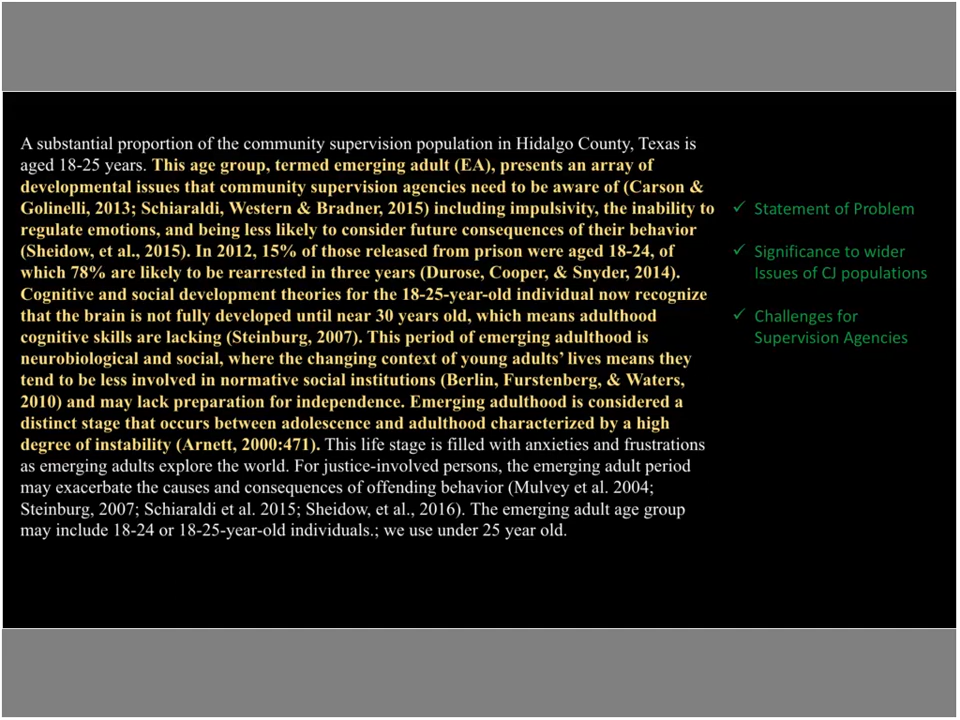 A substantial proportion of the community supervision population in Hidalgo County, Texas is
aged 18-25 years. This age group, termed emerging adult (EA), presents an array of
developmental issues that community supervision agencies need to be aware of (Carson &
Golinelli, 2013; Schiaraldi, Western & Bradner, 2015) including impulsivity, the inability to
regulate emotions, and being less likely to consider future consequences of their behavior
(Sheidow, et al., 2015). In 2012, 15% of those released from prison were aged 18-24, of
which 78% are likely to be rearrested in three years (Durose, Cooper, & Snyder, 2014).
Cognitive and social development theories for the 18-25-year-old individual now recognize
that the brain is not fully developed until near 30 years old, which means adulthood
cognitive skills are lacking (Steinburg, 2007). This period of emerging adulthood is
neurobiological and social, where the changing context of young adults’ lives means they
tend to be less involved in normative social institutions (Berlin, Furstenberg, & Waters,
2010) and may lack preparation for independence. Emerging adulthood is considered a
distinct stage that occurs between adolescence and adulthood characterized by a high
degree of instability (Arnett, 2000:471). This life stage is filled with anxieties and frustrations
as emerging adults explore the world. For justice-involved persons, the emerging adult period
may exacerbate the causes and consequences of offending behavior (Mulvey et al. 2004;
Steinburg, 2007; Schiaraldi et al. 2015; Sheidow, et al., 2016). The emerging adult age group
may include 18-24 or 18-25-year-old individuals.; we use under 25 year old.
✓ Statement of Problem
✓ Significance to wider
Issues of CJ populations
✓ Challenges for
Supervision Agencies